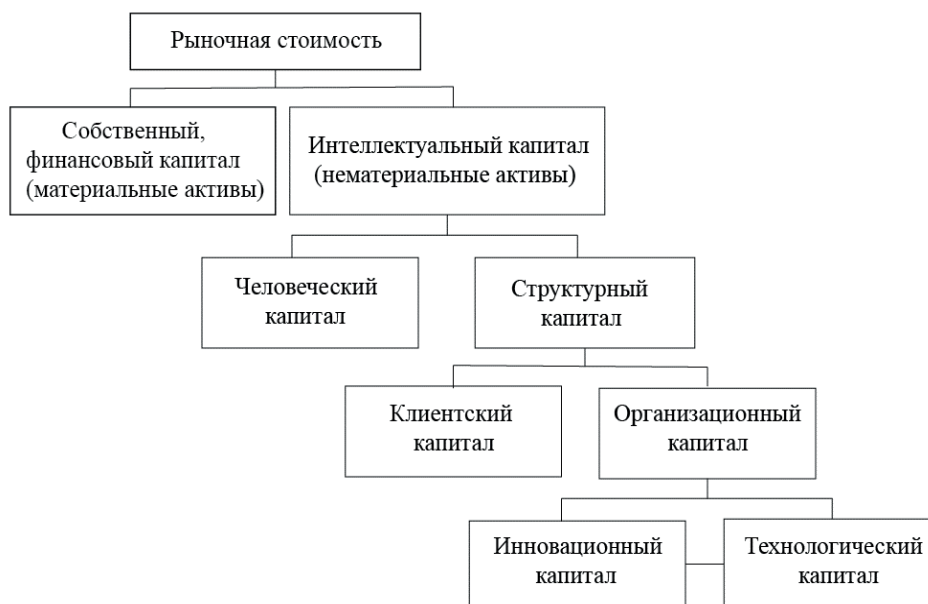 Рыночная стоимость
Собственный,
финансовый капитал
(материальные активы)
Интеллектуальный капитал
(нематериальные активы)
Человеческий
капитал
Структурный
капитал
Клиентский
капитал
Организационный
капитал
Инновационный
капитал
Технологический
капитал